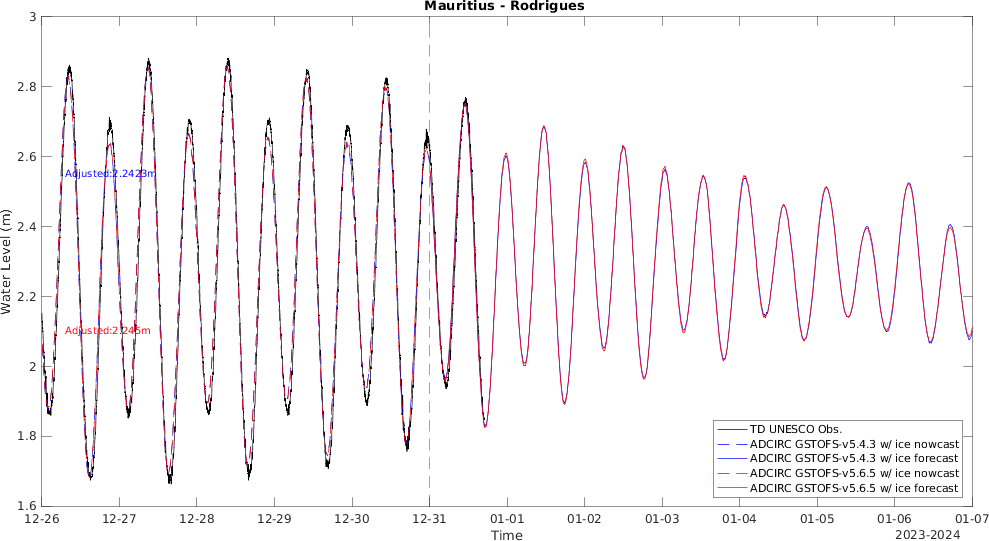 Mauritius - Rodrigues
3
2.8
2.6
2.4
2.2
2
1.8
1.6
Water Level (m)
Adjusted:2.2423m
Adjusted:2.245m
TD UNESCO Obs.
ADCIRC GSTOFS-v5.4.3 w/ ice nowcast
ADCIRC GSTOFS-v5.4.3 w/ ice forecast
ADCIRC GSTOFS-v5.6.5 w/ ice nowcast
ADCIRC GSTOFS-v5.6.5 w/ ice forecast
12-26 12-27 12-28 12-29 12-30 12-31 01-01 01-02 01-03 01-04 01-05 01-06 01-07
Time
2023-2024